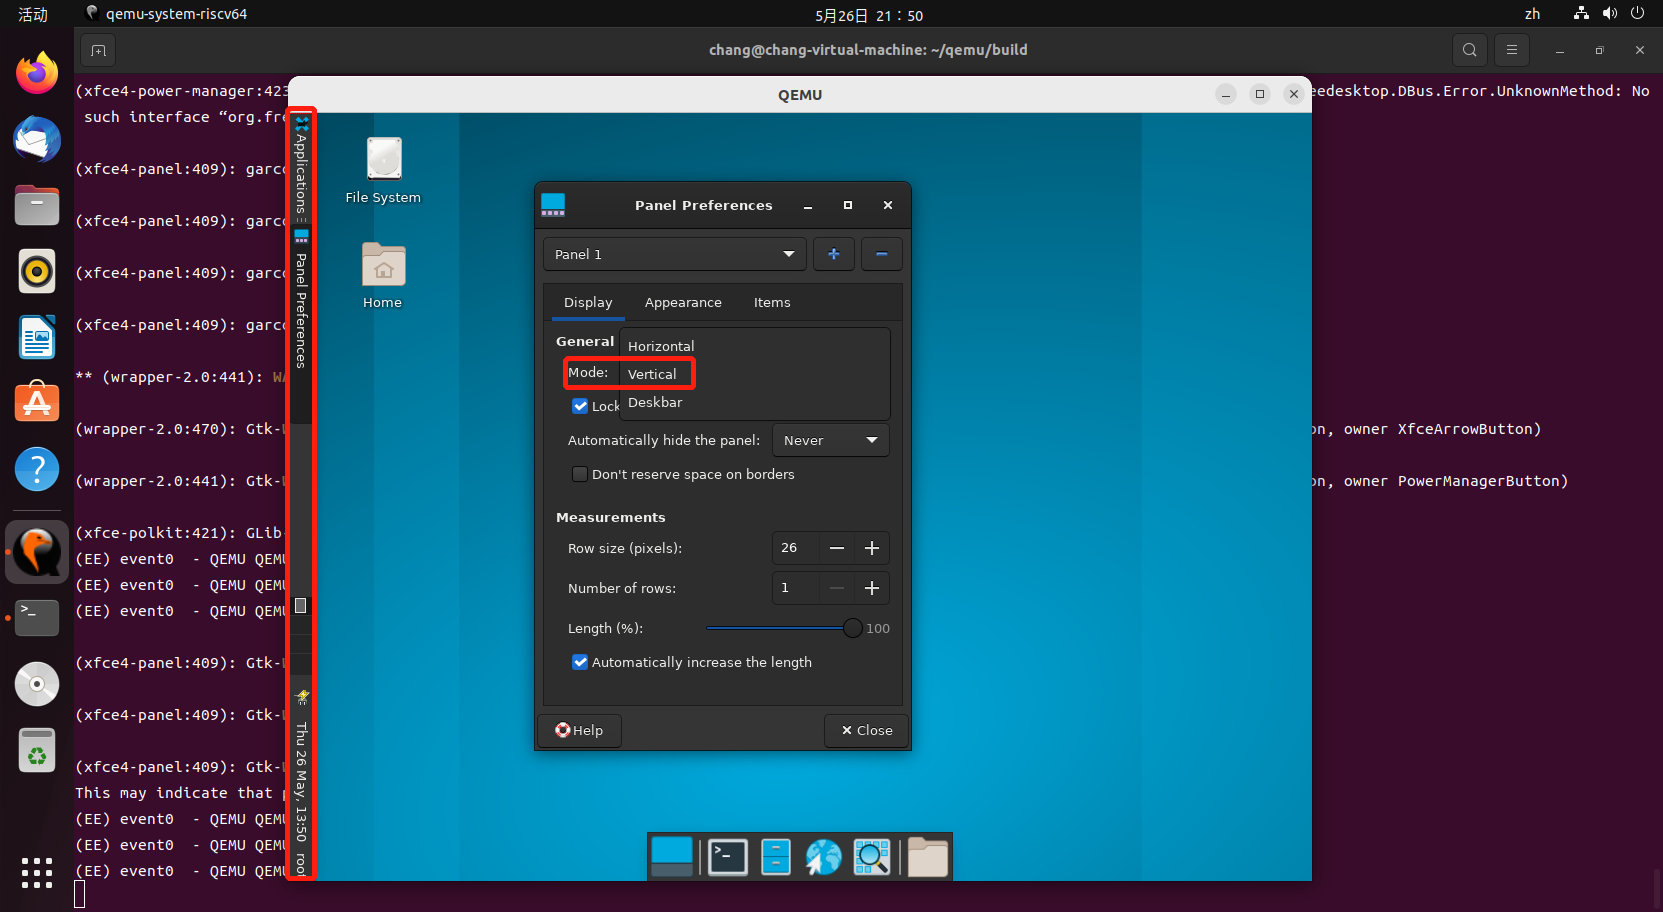 活动
qemu-system-riscv64
5月26日 21：50
zh
chang@chang-virtual-machine: ~/qemu/build
(xfce4-power-manager:423
eedesktop.DBus.Error.UnknownMethod: No
such interface “org.fre
(xfce4-panel:409): garco
(xfce4-panel:409): garco
(xfce4-panel:409): garco
(xfce4-panel:409): garco
** (wrapper-2.0:441): WA
(wrapper-2.0:470): Gtk-W
on, owner XfceArrowButton)
(wrapper-2.0:441): Gtk-W
on, owner PowerManagerButton)
(xfce-polkit:421): GLib-
(EE) event0 - QEMU QEMU
(EE) event0 - QEMU QEMU
(EE) event0 - QEMU QEMU
(xfce4-panel:409): Gtk-W
(xfce4-panel:409): Gtk-W
(xfce4-panel:409): Gtk-W
This may indicate that p
(EE) event0 - QEMU QEMU
(EE) event0 - QEMU QEMU
(EE) event0 - QEMU QEMU
QEMU
Applications
Panel Preferences
Thu 26 May, 13:50
root
File System
Home
Panel Preferences
Panel 1
Display
Appearance
Items
General
Horizontal
Mode:
Vertical
Lock
Deskbar
Automatically hide the panel:
Never
Don't reserve space on borders
Measurements
Row size (pixels):
26
Number of rows:
1
Length (%):
100
Automatically increase the length
Help
Close